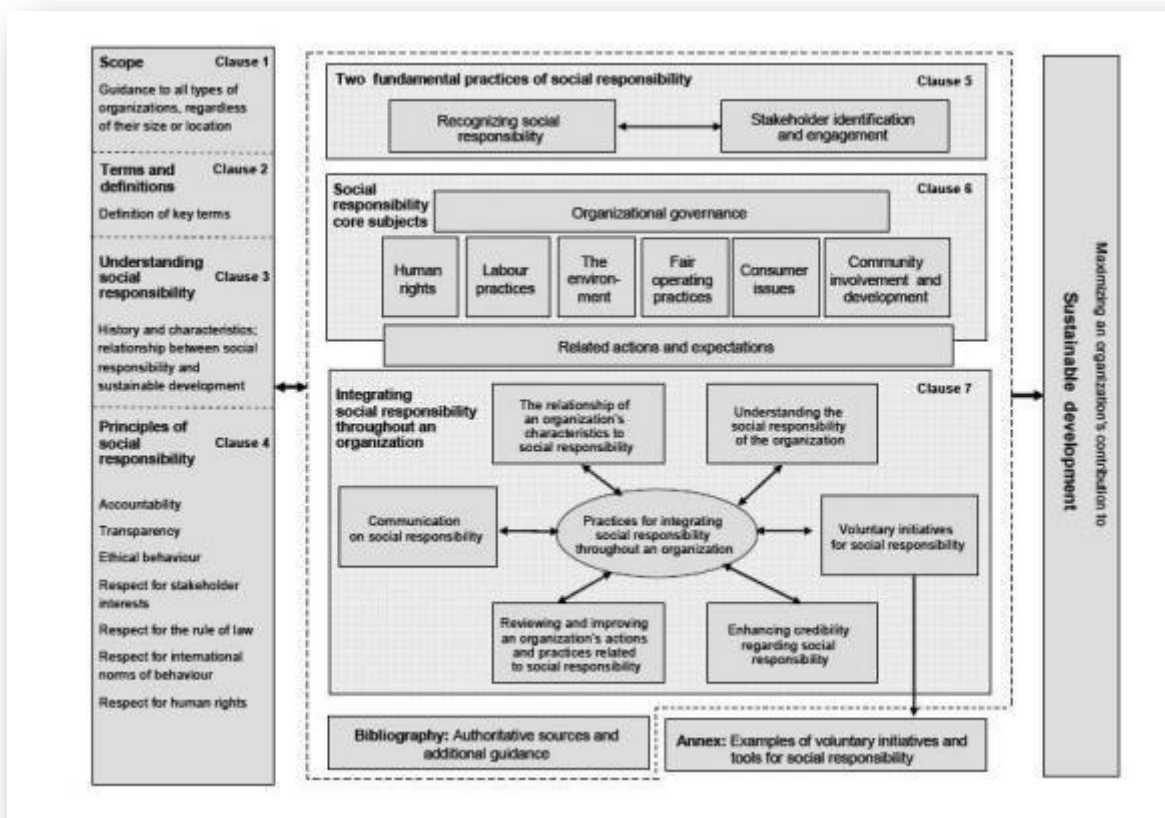 Scope Clause 1
Guidance to all types of
organizations, regardless
of their size or location
Terms and Clause 2
definitions
Definition of key terms
Understanding
social Clause 3
responsibility
History and characteristics;
relationship between social
responsibility and
sustainable development
Principles of
social Clause 4
responsibility
Accountability
Transparency
Ethical behaviour
Respect for stakeholder
interests
Respect for the rule of law
Respect for international
norms of behaviour
Respect for human rights
Two fundamental practices of social responsibility Clause 5
Recognizing social
responsibility
Stakeholder identification
and engagement
Social Clause 6
responsibility
core subjects
Organizational governance
Human
rights
Labour
practices
The
environ-
ment
Fair
operating
practices
Consumer
issues
Community
involvement and
development
Related actions and expectations
Integrating Clause 7
social responsibility
throughout an
organization
The relationship of
an organization's
characteristics to
social responsibility
Understanding the
social responsibility
of the organization
Communication
on social responsibility
Practices for integrating
social responsibility
throughout an organization
Voluntary initiatives
for social responsibility
Reviewing and improving
an organization's actions
and practices related
to social responsibility
Enhancing credibility
regarding social
responsibility
Bibliography: Authoritative sources and
additional guidance
Annex: Examples of voluntary initiatives and
tools for social responsibility
Maximizing an organization's contribution to
Sustainable development